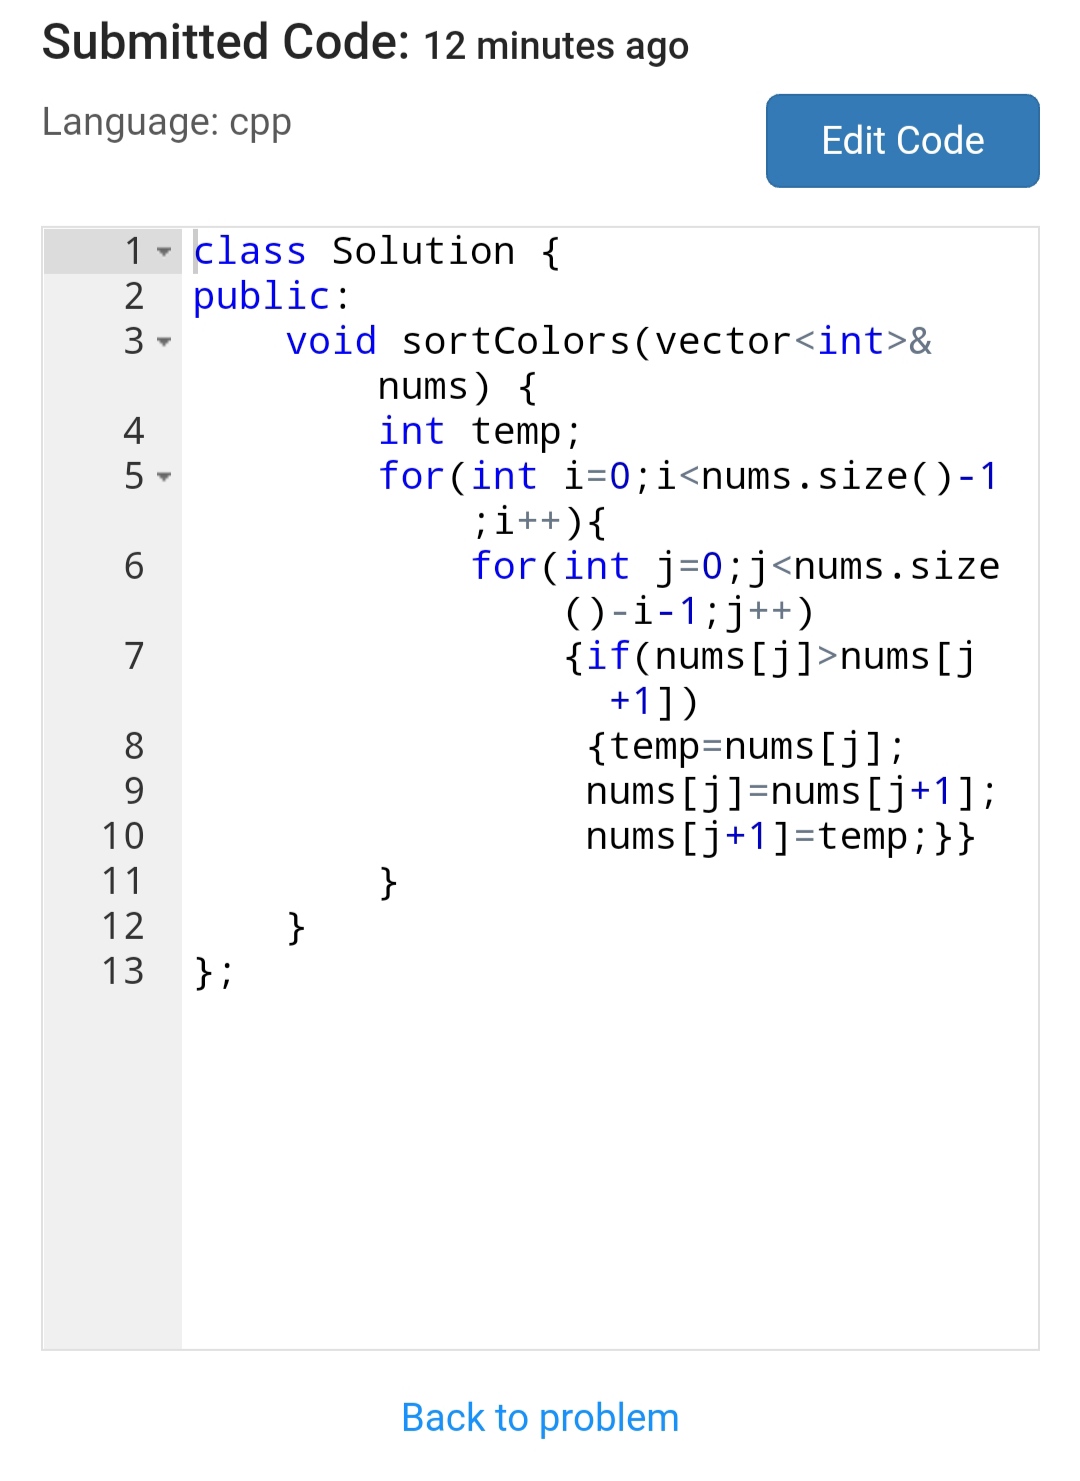 Submitted Code: 12 minutes ago
Language: cpp
Edit Code
1 class Solution {
2 public:
3 void sortColors(vector<int>&
nums) {
4 int temp;
5 for(int i=0;i<nums.size()-1
;i++){
6 for(int j=0;j<nums.size
()-i-1;j++)
7 {if(nums[j]>nums[j
+1])
8 {temp=nums[j];
9 nums[j]=nums[j+1];
10 nums[j+1]=temp;}}
11 }
12 }
13 };
Back to problem